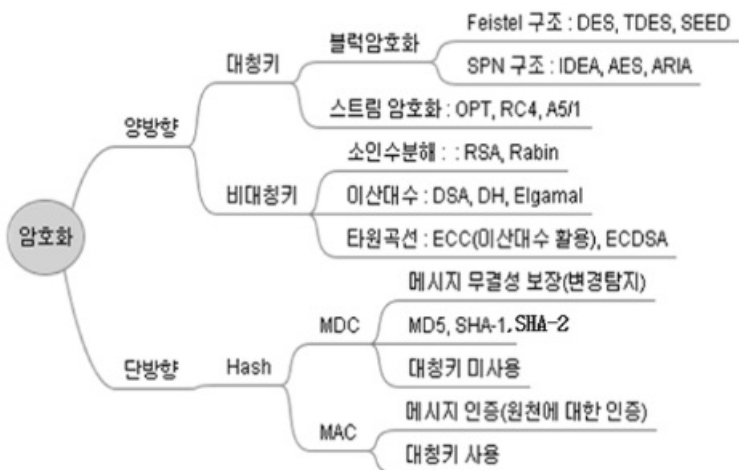 암호화
양방향
대칭키
블럭암호화
Feistel 구조 : DES, TDES, SEED
SPN 구조 : IDEA, AES, ARIA
스트림 암호화 : OPT, RC4, A5/1
비대칭키
소인수분해 : : RSA, Rabin
이산대수 : DSA, DH, Elgamal
타원곡선 : ECC(이산대수 활용), ECDSA
단방향
Hash
MDC
메시지 무결성 보장(변경탐지)
MD5, SHA-1,SHA-2
대칭키 미사용
MAC
메시지 인증(원천에 대한 인증)
대칭키 사용